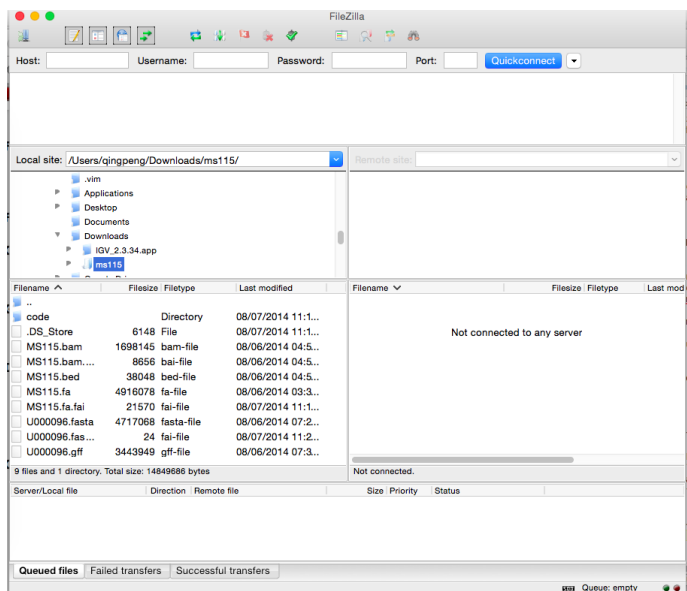 FileZilla
Host: Username: Password: Port: Quickconnect
Local site: /Users/qingpeng/Downloads/ms115/
Remote site:
.vim
Applications
Desktop
Documents
Downloads
IGV_2.3.34.app
ms115
Filename Filesize Filetype Last modified
Filename Filesize Filetype Last mod
..
code Directory 08/07/2014 11:1...
.DS_Store 6148 File 08/07/2014 11:1...
MS115.bam 1698145 bam-file 08/06/2014 04:5...
MS115.bam.... 8656 bai-file 08/06/2014 04:5...
MS115.bed 38048 bed-file 08/06/2014 04:5...
MS115.fa 4916078 fa-file 08/06/2014 03:3...
MS115.fa.fai 21570 fai-file 08/07/2014 11:1...
U000096.fasta 4717068 fasta-file 08/06/2014 07:2...
U000096.fas... 24 fai-file 08/07/2014 11:2...
U000096.gff 3443949 gff-file 08/06/2014 07:3...
Not connected to any server
9 files and 1 directory. Total size: 14849686 bytes
Not connected.
Server/Local file Direction Remote file Size Priority Status
Queued files Failed transfers Successful transfers
Queue: empty